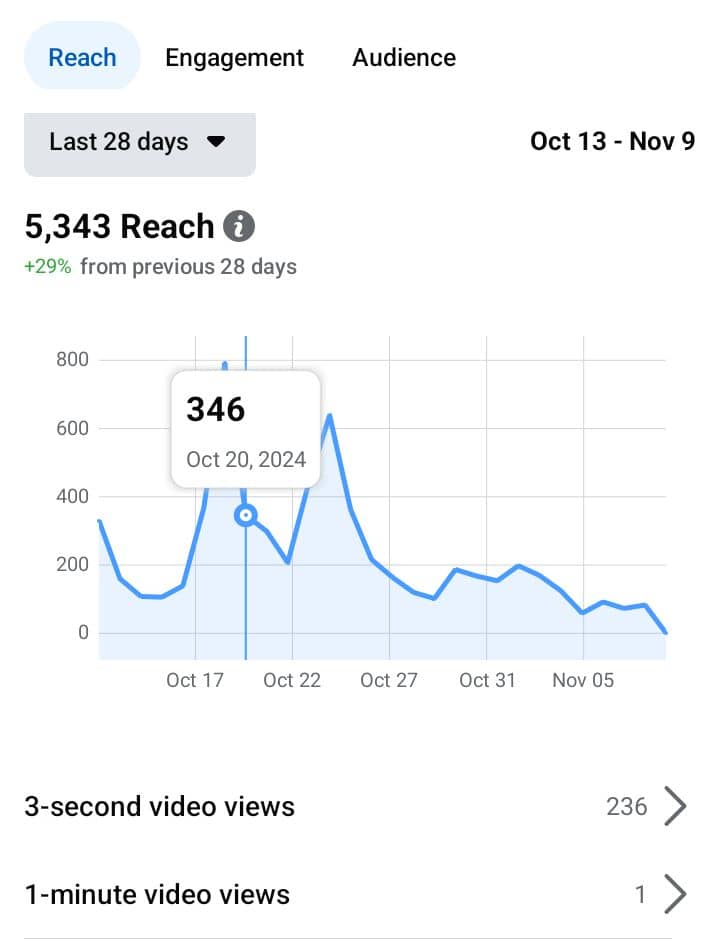 Reach Engagement Audience
Last 28 days Oct 13 - Nov 9
5,343 Reach
+29% from previous 28 days
800
600
400
200
0
346
Oct 20, 2024
Oct 17 Oct 22 Oct 27 Oct 31 Nov 05
3-second video views 236
1-minute video views 1